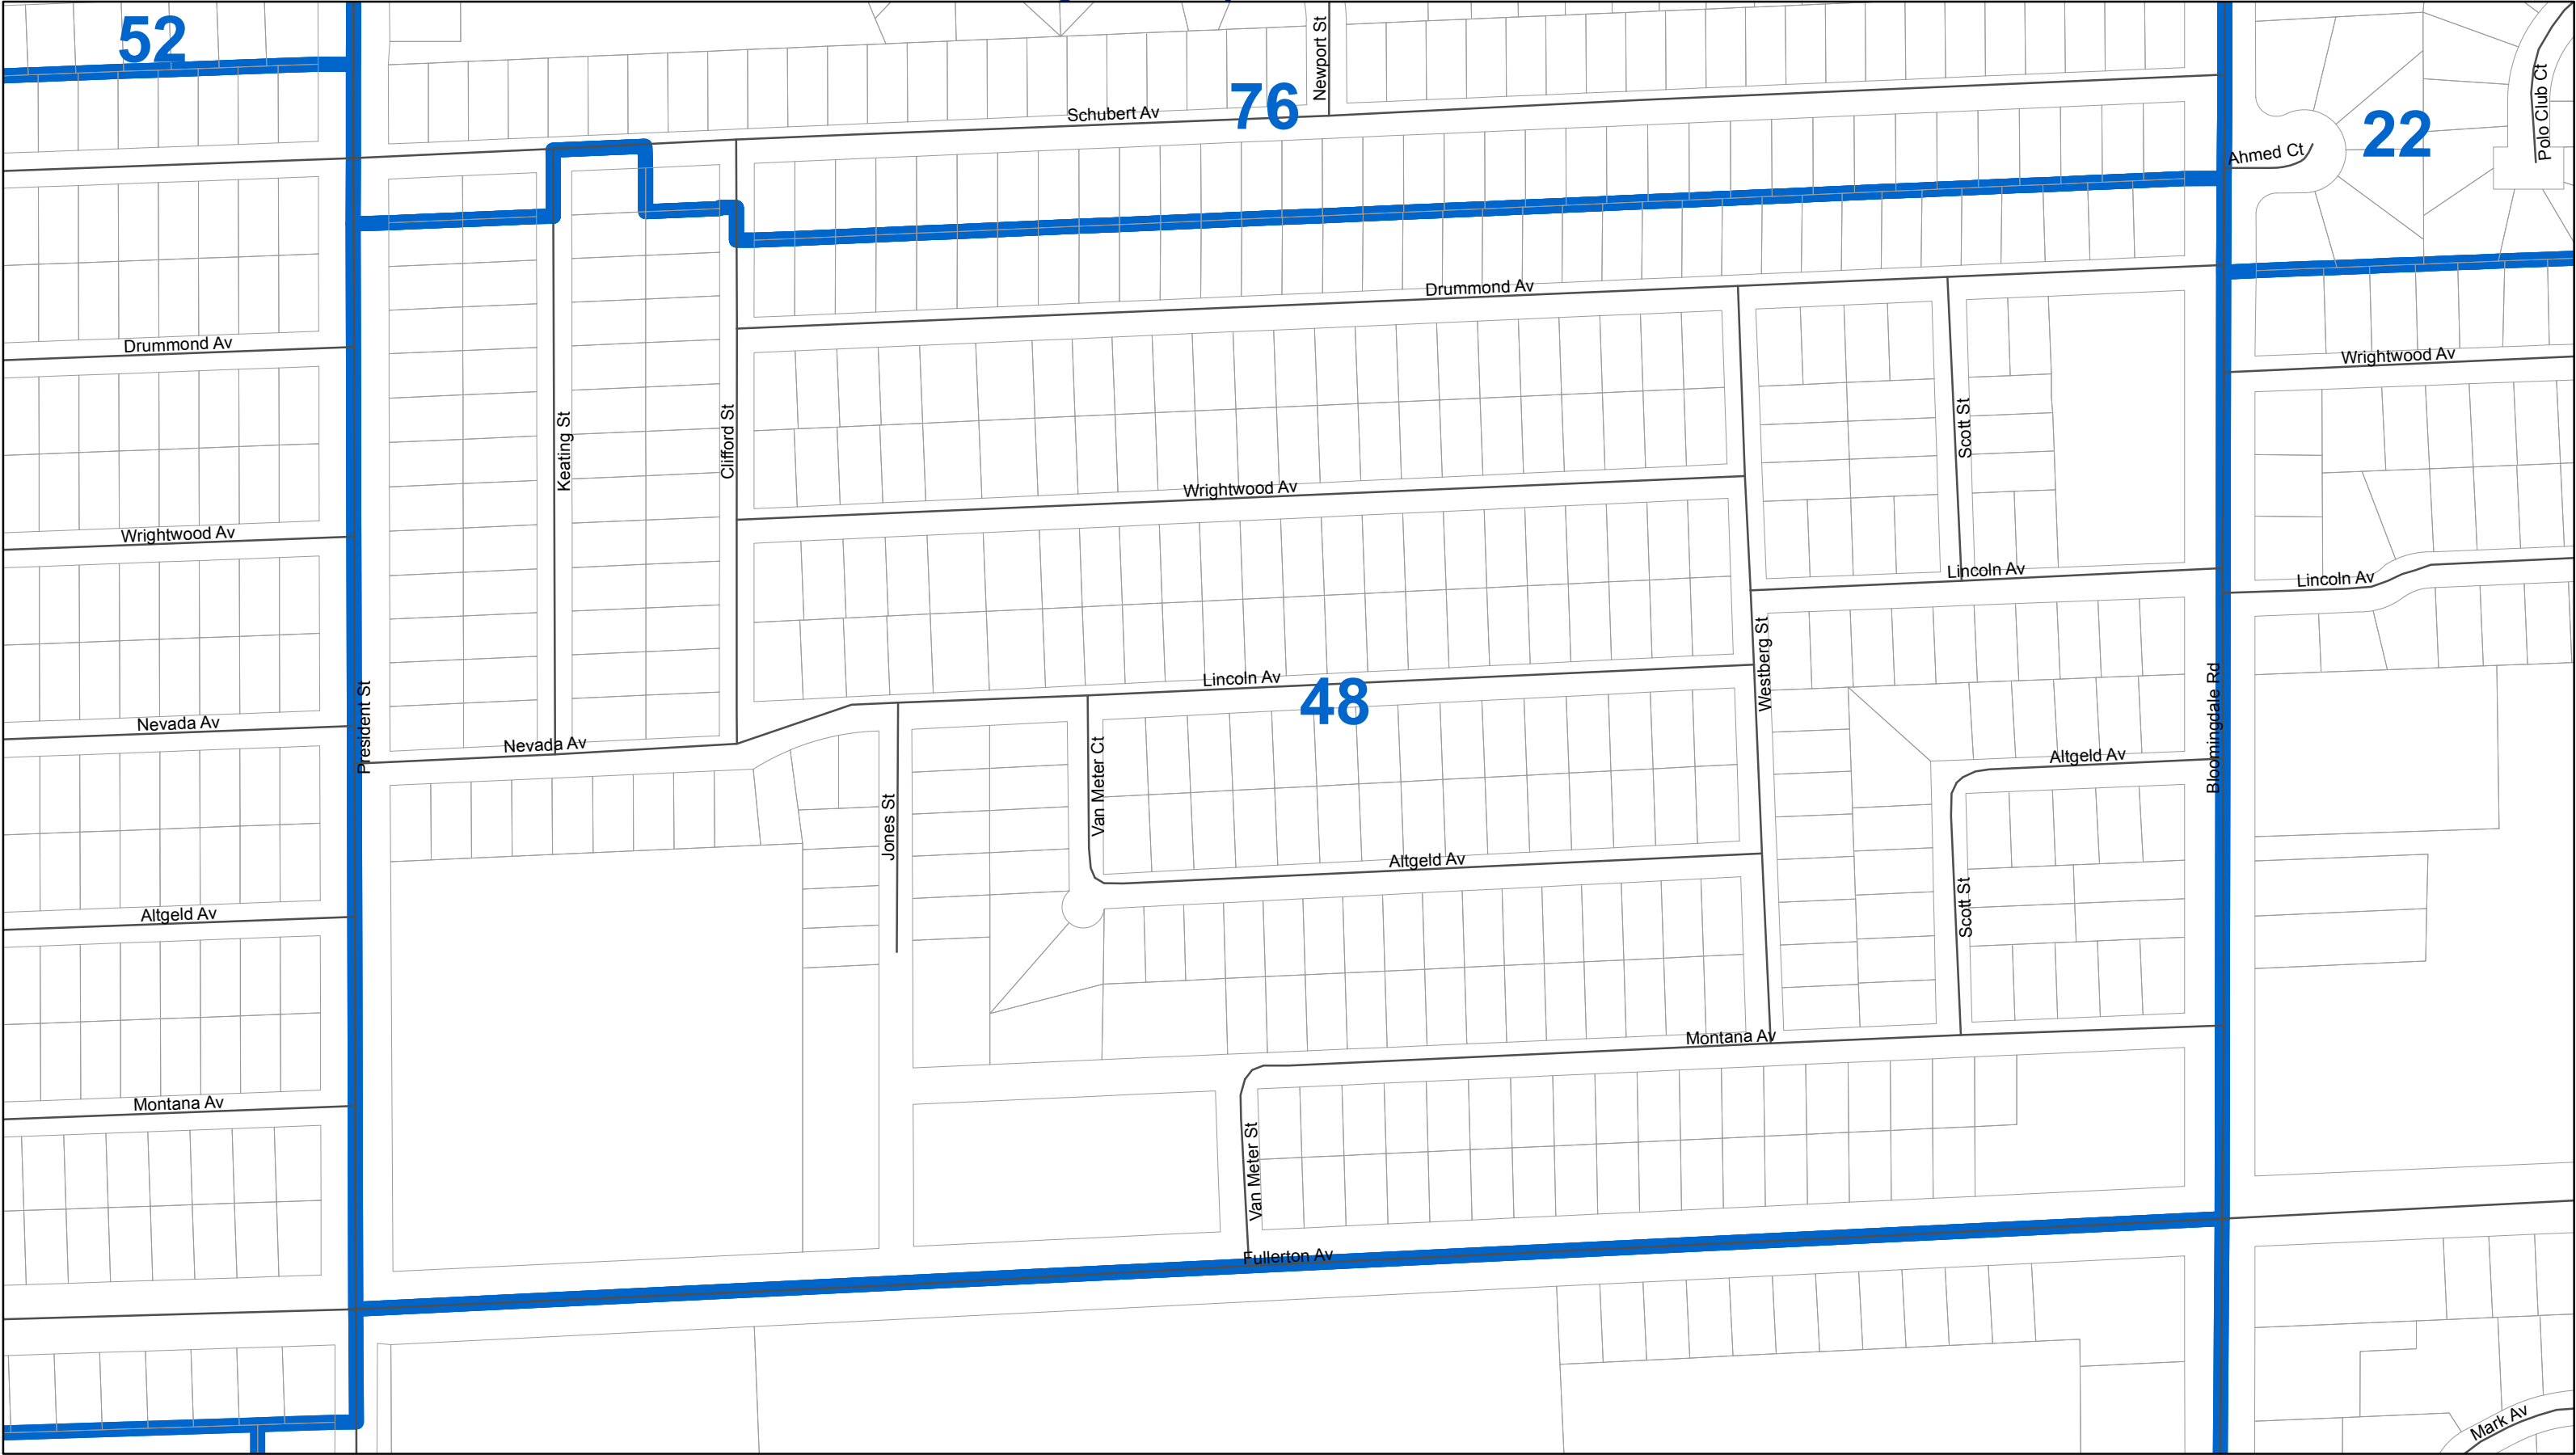 52
Newport St
76
Schubert Av
Polo Club Ct
22
Ahmed Ct
Drummond Av
Drummond Av
Wrightwood Av
Keating St
Clifford St
Scott St
Wrightwood Av
Wrightwood Av
Lincoln Av
Lincoln Av
Westberg St
President St
Lincoln Av
48
Bloomingdale Rd
Nevada Av
Nevada Av
Van Meter Ct
Altgeld Av
Jones St
Altgeld Av
Scott St
Altgeld Av
Montana Av
Montana Av
Van Meter St
Fullerton Av
Mark Av